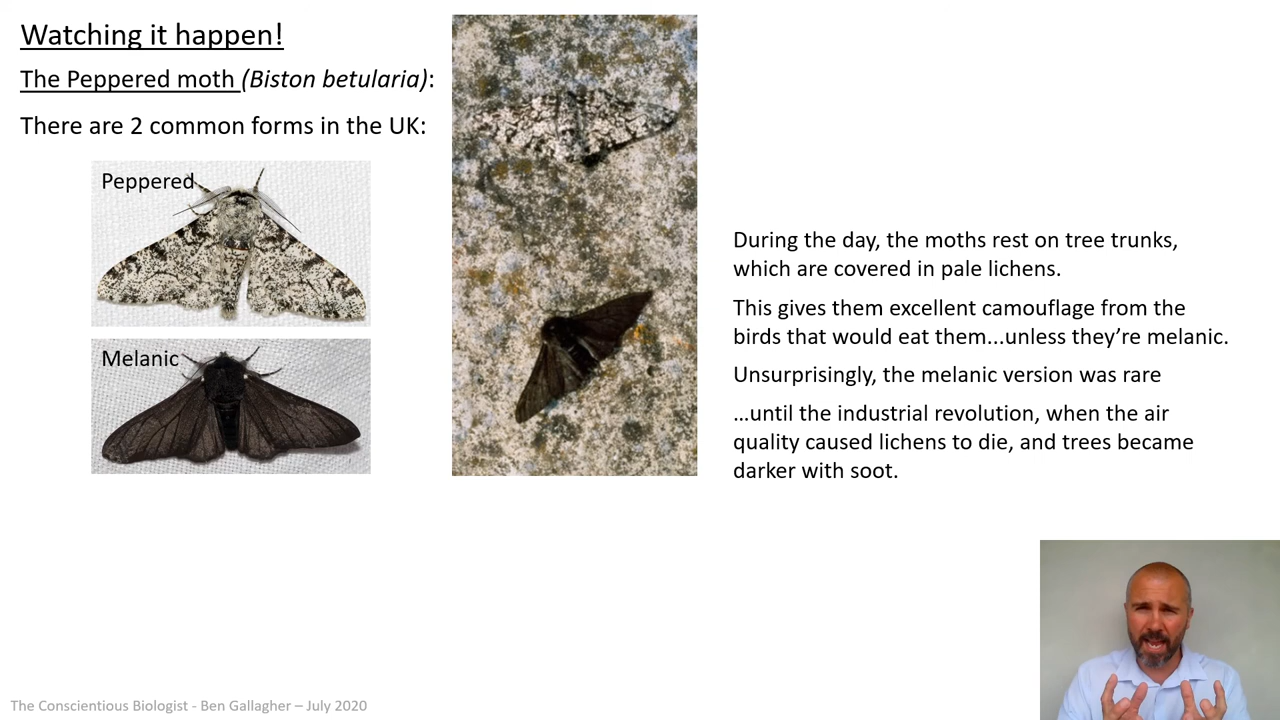 Watching it happen!
The Peppered moth (Biston betularia):
There are 2 common forms in the UK:
Peppered
Melanic
During the day, the moths rest on tree trunks,
which are covered in pale lichens.
This gives them excellent camouflage from the
birds that would eat them...unless they’re melanic.
Unsurprisingly, the melanic version was rare
…until the industrial revolution, when the air
quality caused lichens to die, and trees became
darker with soot.
The Conscientious Biologist - Ben Gallagher – July 2020